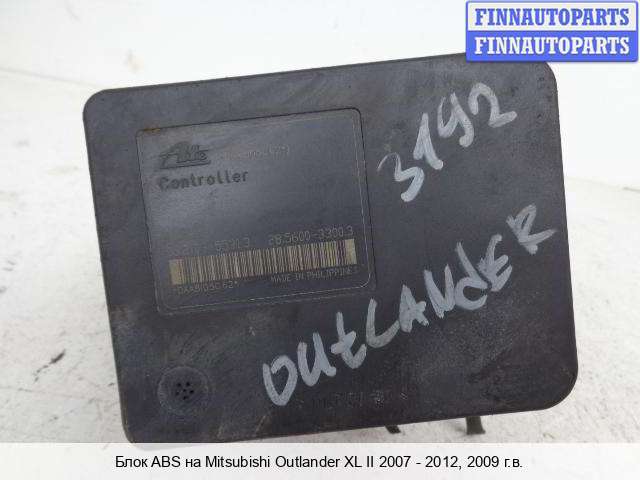 FINNAUTOPARTS
FINNAUTOPARTS
3192
Ate
Controller
28.5600-3300.3
MADE IN PHILIPPINES
OUTLANDER
Блок ABS на Mitsubishi Outlander XL II 2007 - 2012, 2009 г.в.